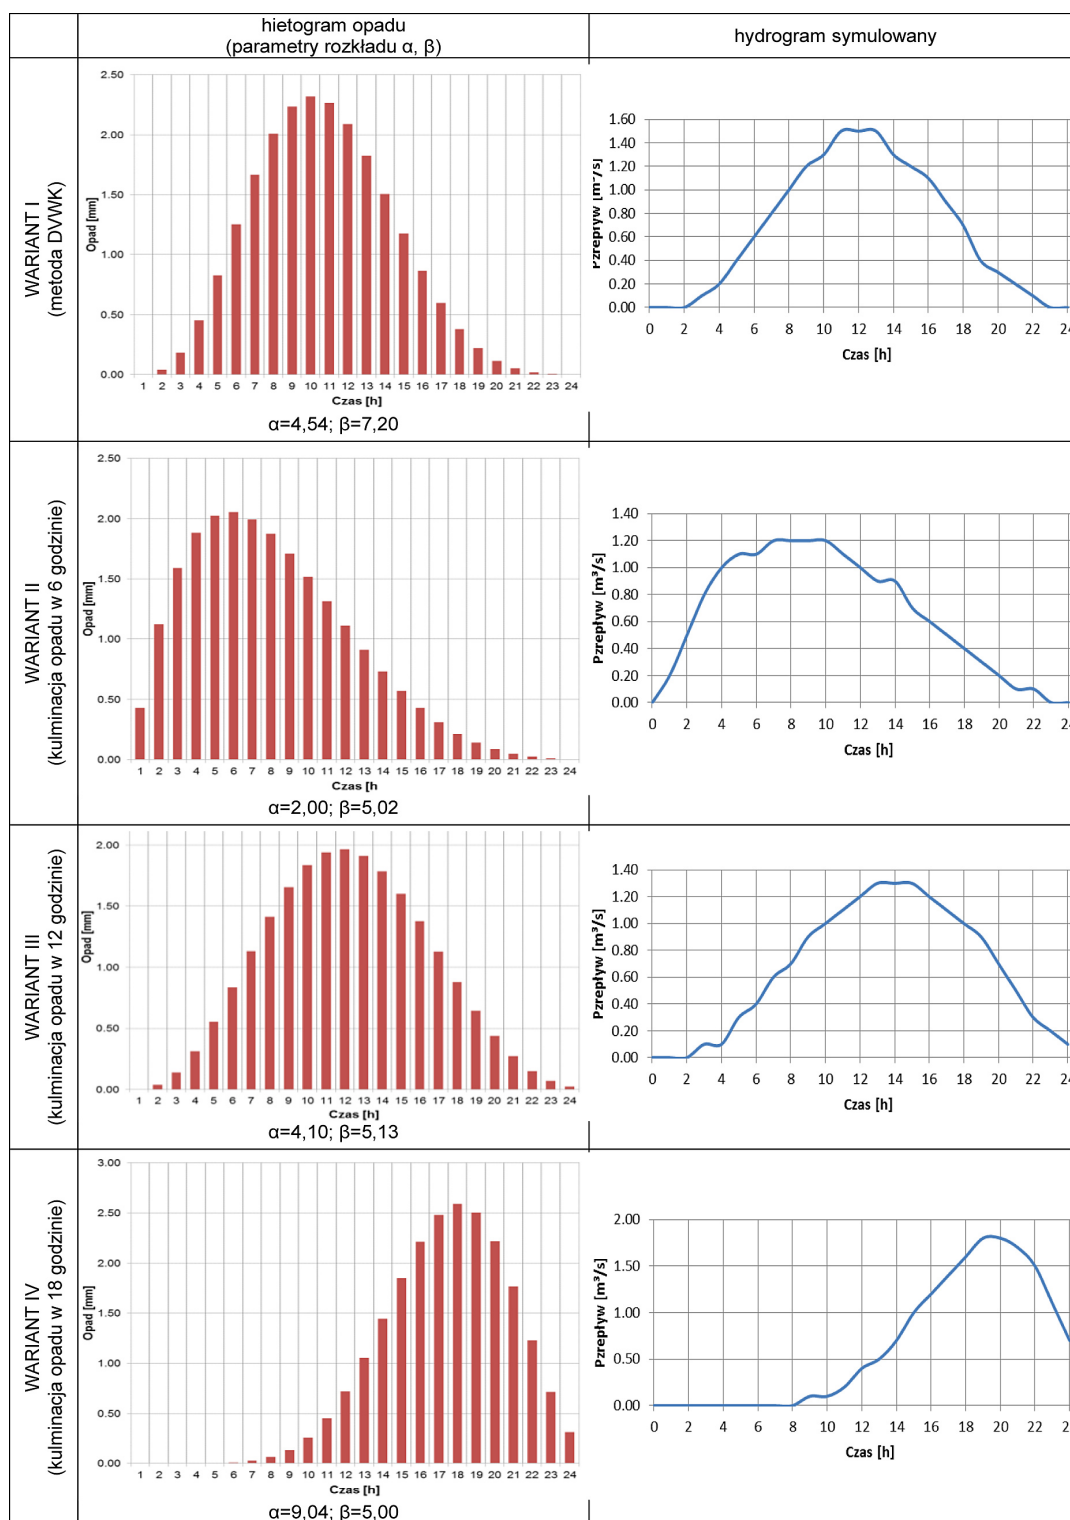 hietogram opadu
(parametry rozkładu α, β)
hydrogram symulowany
WARIANT I
(metoda DVWK)
2.50
2.00
1.50
1.00
0.50
0.00
Opad [mm]
1 2 3 4 5 6 7 8 9 10 11 12 13 14 15 16 17 18 19 20 21 22 23 24
Czas [h]
α=4,54; β=7,20
1.60
1.40
1.20
1.00
0.80
0.60
0.40
0.20
0.00
Pzrepływ [m³/s]
0 2 4 6 8 10 12 14 16 18 20 22 24
Czas [h]
WARIANT II
(kulminacja opadu w 6 godzinie)
2.50
2.00
1.50
1.00
0.50
0.00
Opad [mm]
1 2 3 4 5 6 7 8 9 10 11 12 13 14 15 16 17 18 19 20 21 22 23 24
Czas [h
α=2,00; β=5,02
1.40
1.20
1.00
0.80
0.60
0.40
0.20
0.00
Pzrepływ [m³/s]
0 2 4 6 8 10 12 14 16 18 20 22 24
Czas [h]
WARIANT III
(kulminacja opadu w 12 godzinie)
2.00
1.50
1.00
0.50
0.00
Opad [mm]
1 2 3 4 5 6 7 8 9 10 11 12 13 14 15 16 17 18 19 20 21 22 23 24
Czas [h]
α=4,10; β=5,13
1.40
1.20
1.00
0.80
0.60
0.40
0.20
0.00
Pzrepływ [m³/s]
0 2 4 6 8 10 12 14 16 18 20 22 24
Czas [h]
WARIANT IV
(kulminacja opadu w 18 godzinie)
3.00
2.50
2.00
1.50
1.00
0.50
0.00
Opad [mm]
1 2 3 4 5 6 7 8 9 10 11 12 13 14 15 16 17 18 19 20 21 22 23 24
Czas [h]
α=9,04; β=5,00
2.00
1.50
1.00
0.50
0.00
Pzrepływ [m³/s]
0 2 4 6 8 10 12 14 16 18 20 22 24
Czas [h]